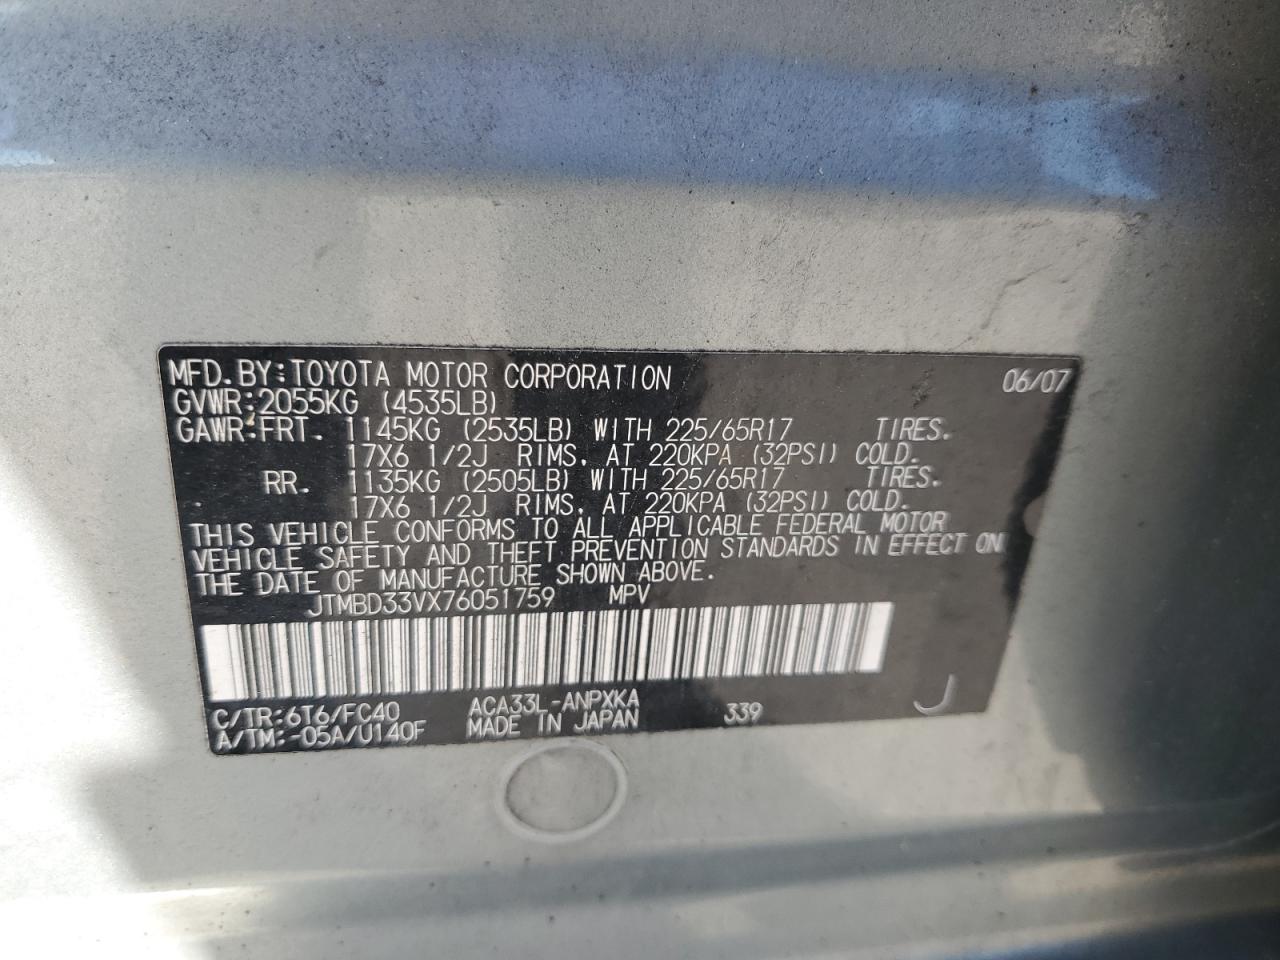 MFD.BY:TOYOTA MOTOR CORPORATION 06/07
GVWR:2055KG (4535LB)
GAWR:FRT. 1145KG (2535LB) WITH 225/65R17 TIRES.
17X6 1/2J RIMS, AT 220KPA (32PSI) COLD.
RR. 1135KG (2505LB) WITH 225/65R17 TIRES.
17X6 1/2J RIMS, AT 220KPA (32PSI) COLD.
THIS VEHICLE CONFORMS TO ALL APPLICABLE FEDERAL MOTOR
VEHICLE SAFETY AND THEFT PREVENTION STANDARDS IN EFFECT ON
THE DATE OF MANUFACTURE SHOWN ABOVE.
JTMBD33VX76051759 MPV
C/TR:6T6/FC40 ACA33L-ANPXKA 339 J
A/TM:-05A/U140F MADE IN JAPAN